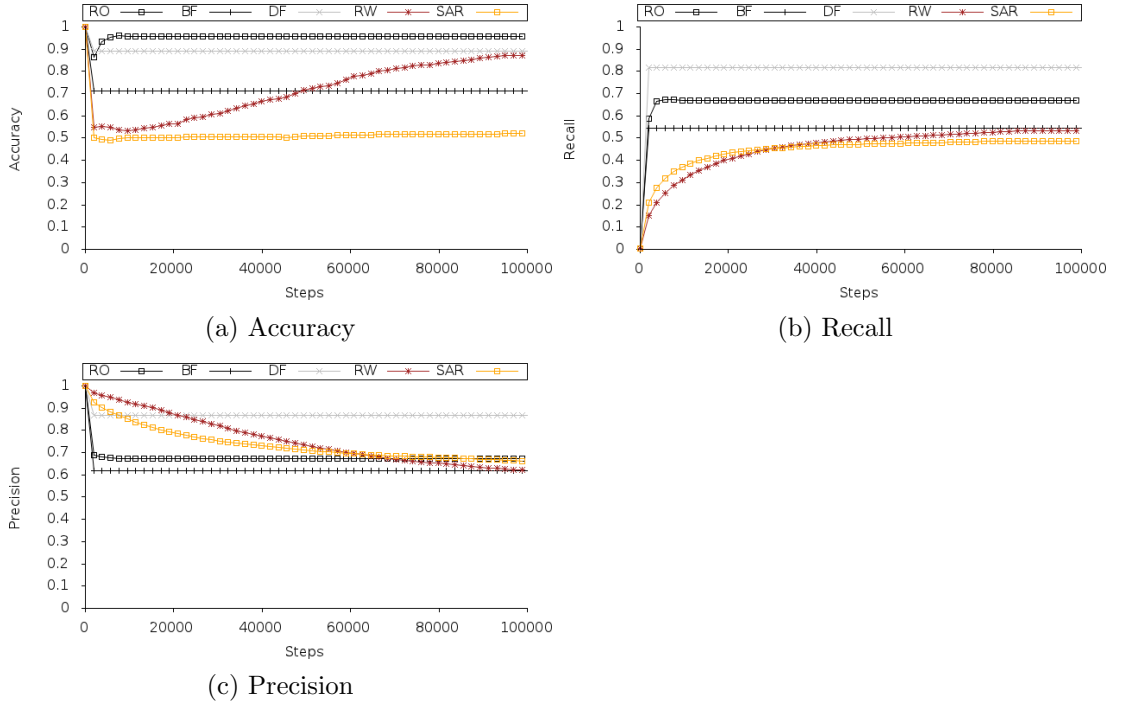 RO BF DF RW SAR
1
0.9
0.8
0.7
0.6
0.5
0.4
0.3
0.2
0.1
0
Accuracy
0 20000 40000 60000 80000 100000
Steps
(a) Accuracy
RO BF DF RW SAR
1
0.9
0.8
0.7
0.6
0.5
0.4
0.3
0.2
0.1
0
Recall
0 20000 40000 60000 80000 100000
Steps
(b) Recall
RO BF DF RW SAR
1
0.9
0.8
0.7
0.6
0.5
0.4
0.3
0.2
0.1
0
Precision
0 20000 40000 60000 80000 100000
Steps
(c) Precision